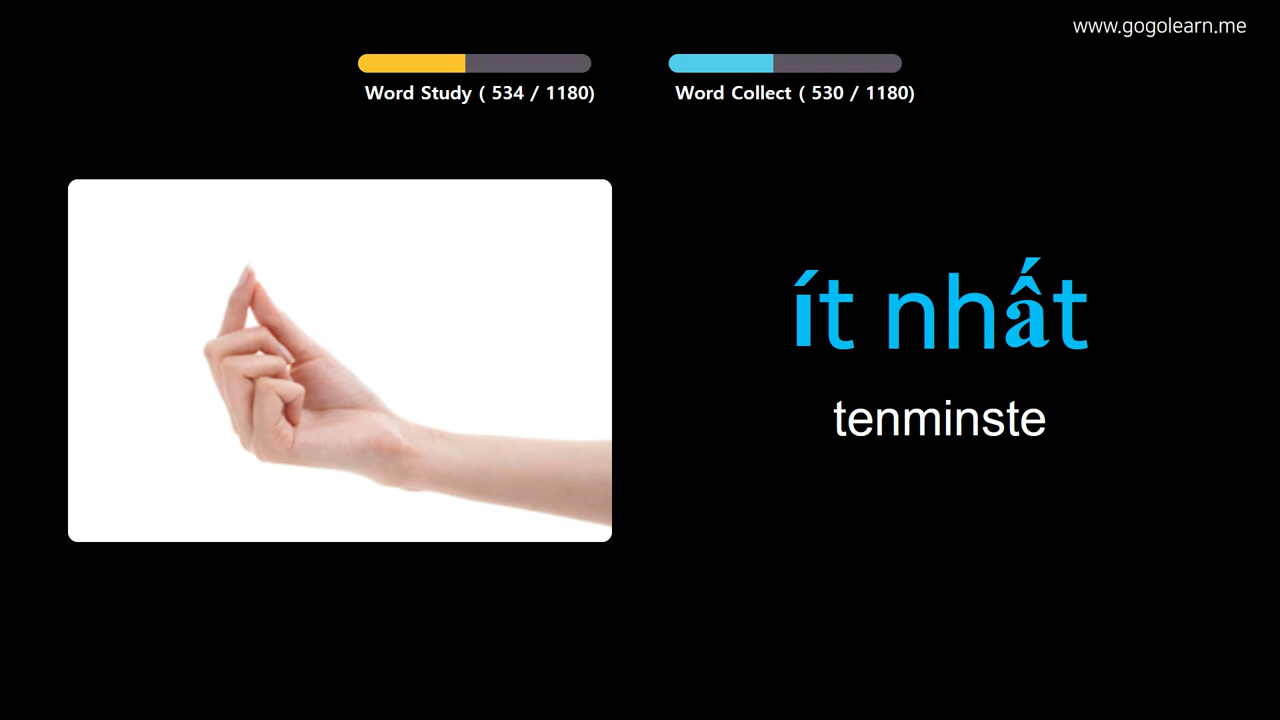 www.gogolearn.me
Word Study ( 534 / 1180)
Word Collect ( 530 / 1180)
ít nhất
tenminste